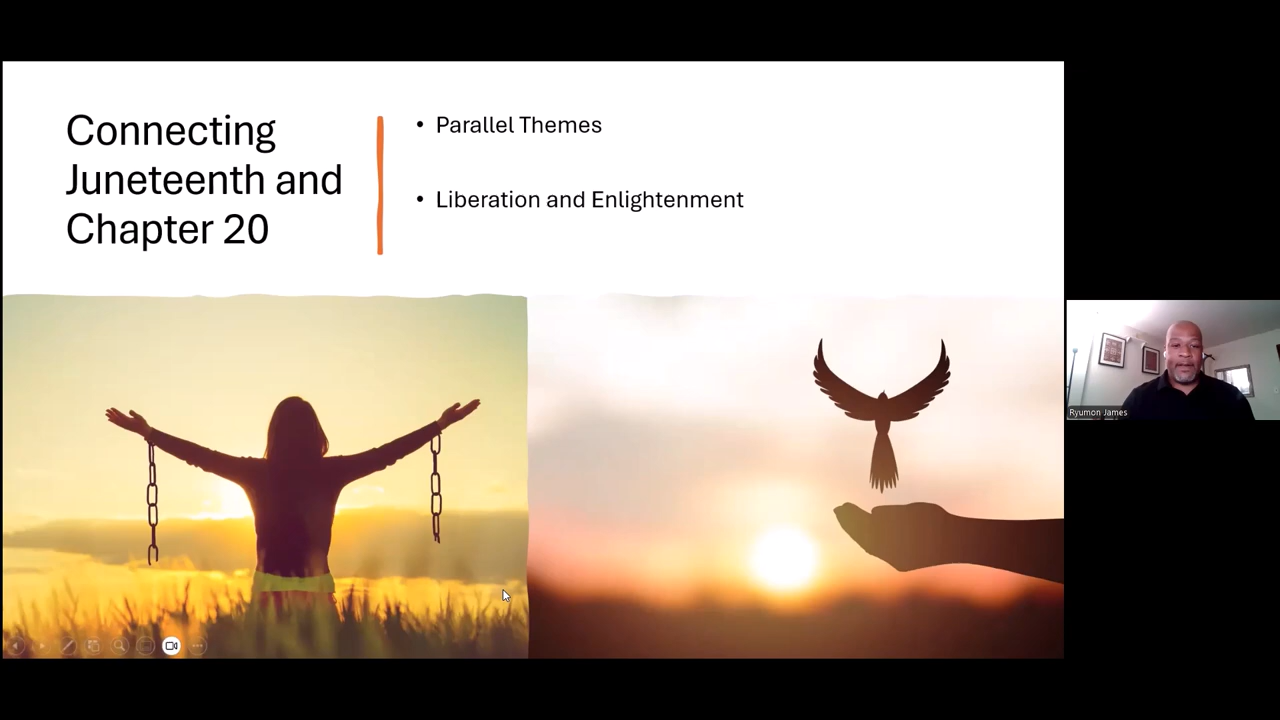 Connecting
Juneteenth and
Chapter 20
• Parallel Themes
• Liberation and Enlightenment
Ryumon James